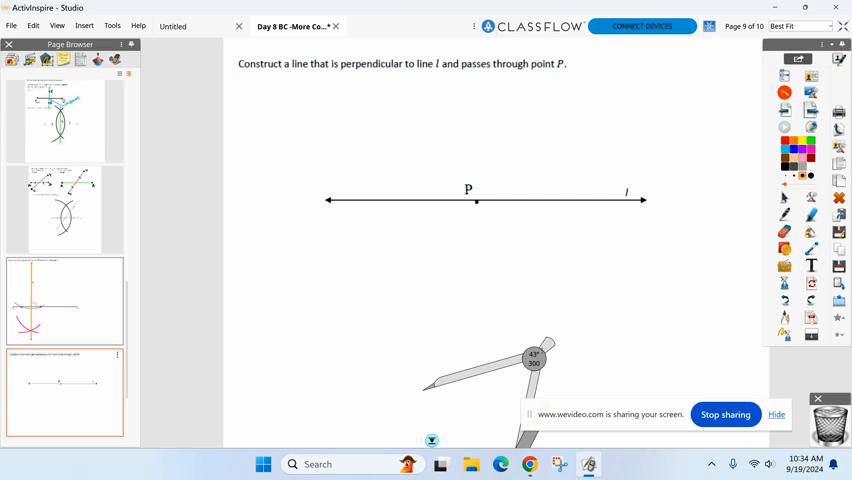 ActivInspire - Studio
File Edit View Insert Tools Help
Untitled
Day 8 BC -More Co...*
CLASSFLOW
CONNECT DEVICES
Page 9 of 10
Best Fit
Page Browser
Construct a line that is perpendicular to line l and passes through point P.
P
l
T
43°
300
www.wevideo.com is sharing your screen.
Stop sharing
Hide
Search
10:34 AM
9/19/2024